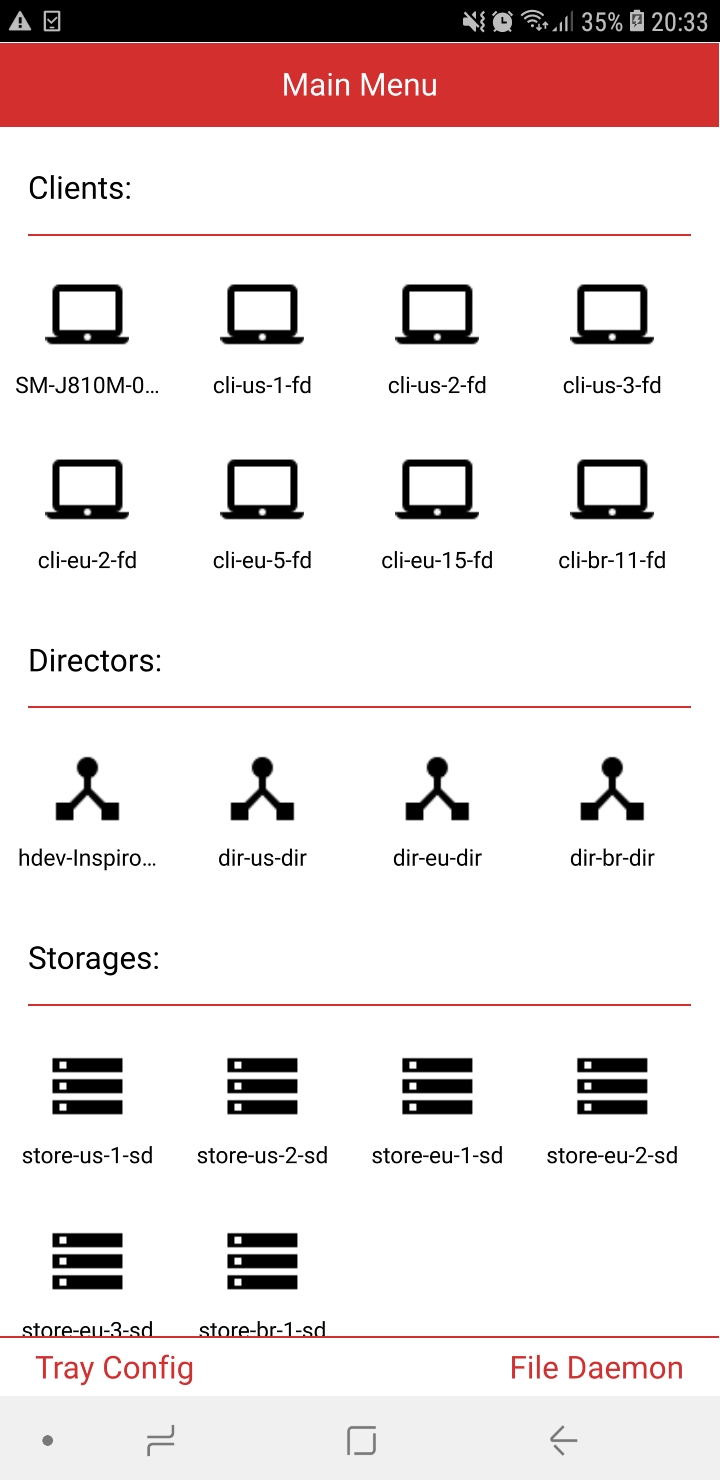 35% 20:33
Main Menu
Clients:
SM-J810M-0... cli-us-1-fd cli-us-2-fd cli-us-3-fd
cli-eu-2-fd cli-eu-5-fd cli-eu-15-fd cli-br-11-fd
Directors:
hdev-Inspiro... dir-us-dir dir-eu-dir dir-br-dir
Storages:
store-us-1-sd store-us-2-sd store-eu-1-sd store-eu-2-sd
store-eu-3-sd store-br-1-sd
Tray Config File Daemon